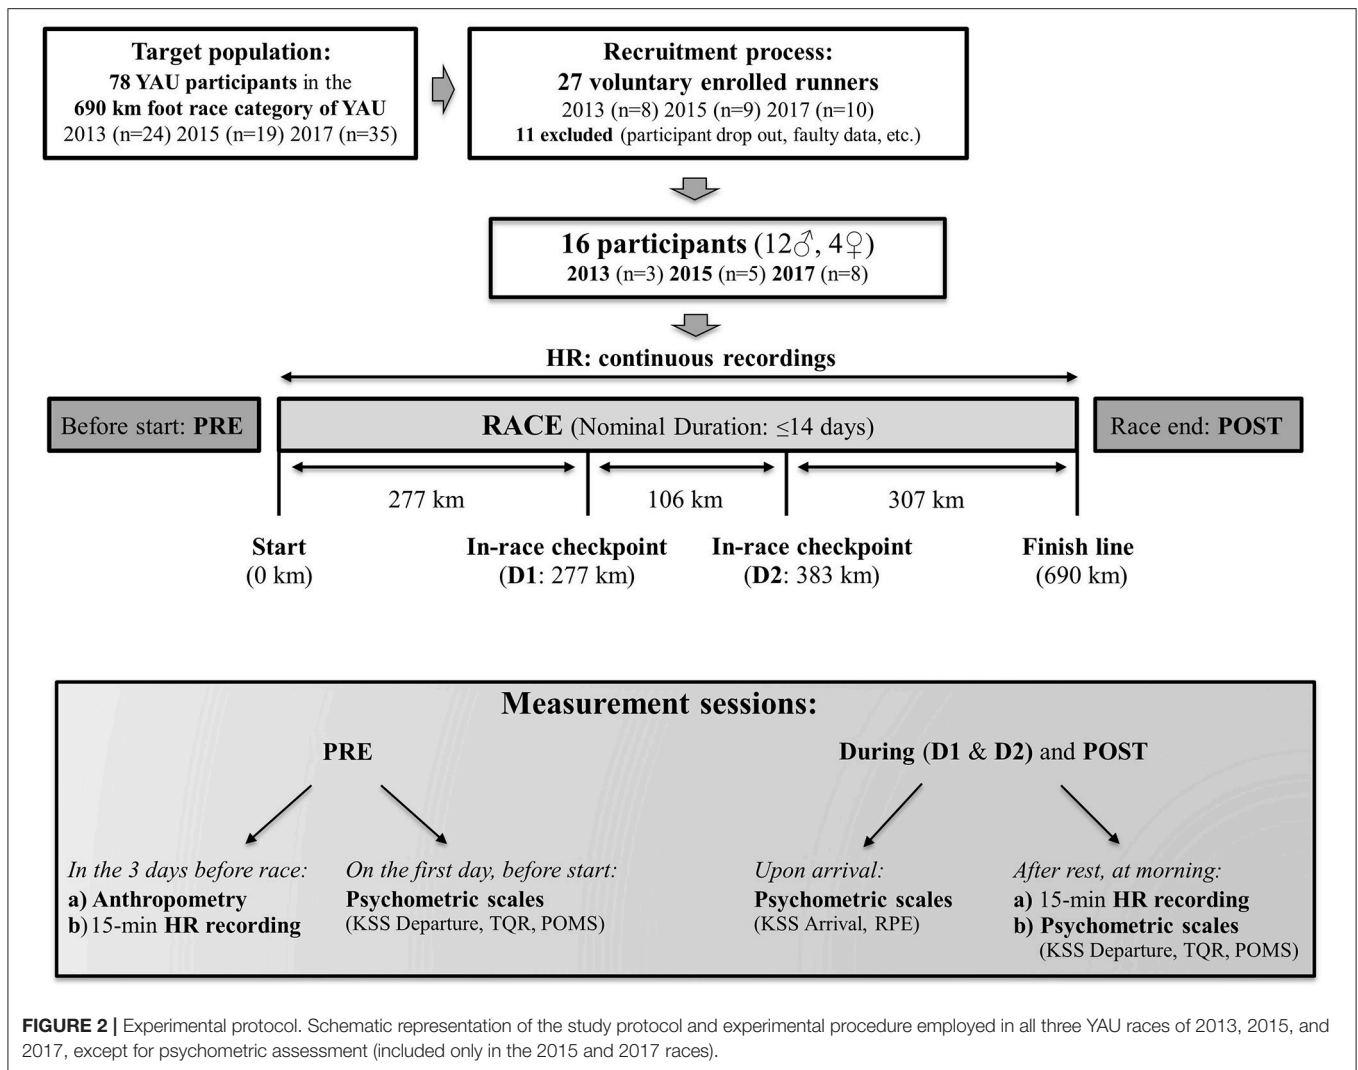 Target population:
78 YAU participants in the
690 km foot race category of YAU
2013 (n=24) 2015 (n=19) 2017 (n=35)
Recruitment process:
27 voluntary enrolled runners
2013 (n=8) 2015 (n=9) 2017 (n=10)
11 excluded (participant drop out, faulty data, etc.)
16 participants (12♂, 4♀)
2013 (n=3) 2015 (n=5) 2017 (n=8)
HR: continuous recordings
Before start: PRE
RACE (Nominal Duration: ≤14 days)
Race end: POST
277 km
106 km
307 km
Start
(0 km)
In-race checkpoint
(D1: 277 km)
In-race checkpoint
(D2: 383 km)
Finish line
(690 km)
Measurement sessions:
PRE
In the 3 days before race:
a) Anthropometry
b) 15-min HR recording
On the first day, before start:
Psychometric scales
(KSS Departure, TQR, POMS)
During (D1 & D2) and POST
Upon arrival:
Psychometric scales
(KSS Arrival, RPE)
After rest, at morning:
a) 15-min HR recording
b) Psychometric scales
(KSS Departure, TQR, POMS)
FIGURE 2 | Experimental protocol. Schematic representation of the study protocol and experimental procedure employed in all three YAU races of 2013, 2015, and
2017, except for psychometric assessment (included only in the 2015 and 2017 races).